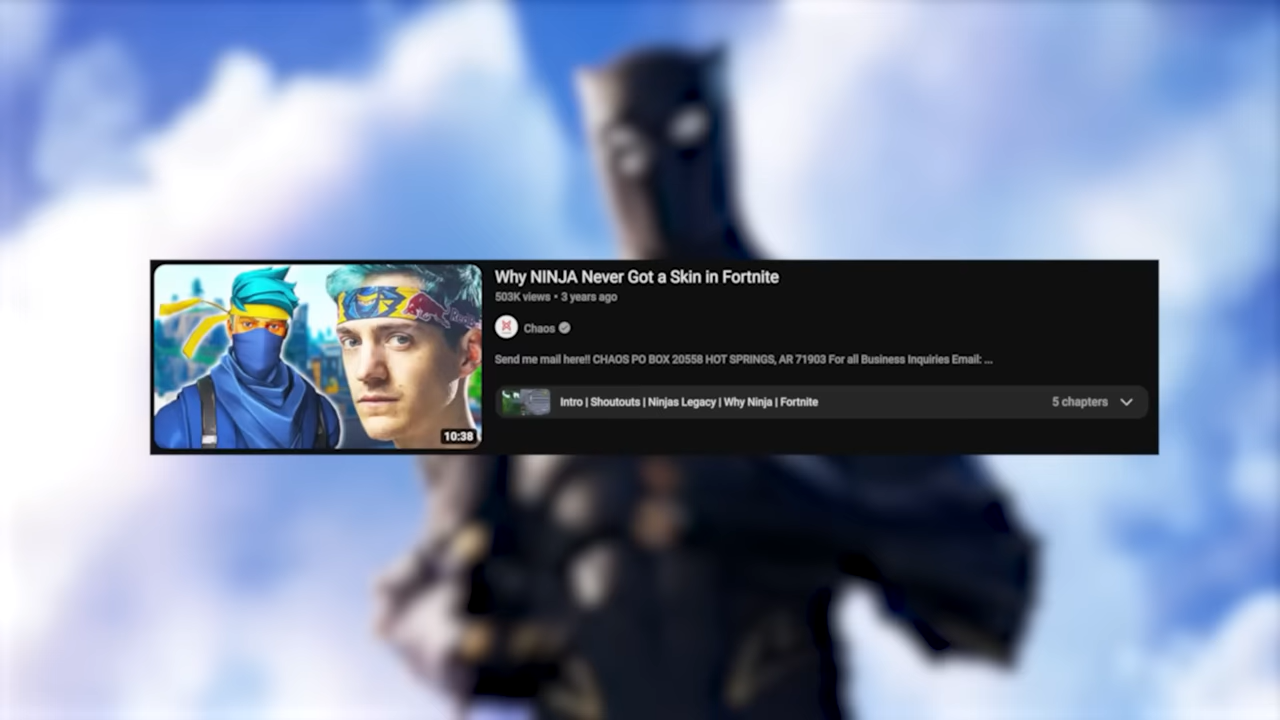 Why NINJA Never Got a Skin in Fortnite
503K views • 3 years ago
Chaos
Send me mail here!! CHAOS PO BOX 20558 HOT SPRINGS, AR 71903 For all Business Inquiries Email: ...
Intro | Shoutouts | Ninjas Legacy | Why Ninja | Fortnite
5 chapters
10:38